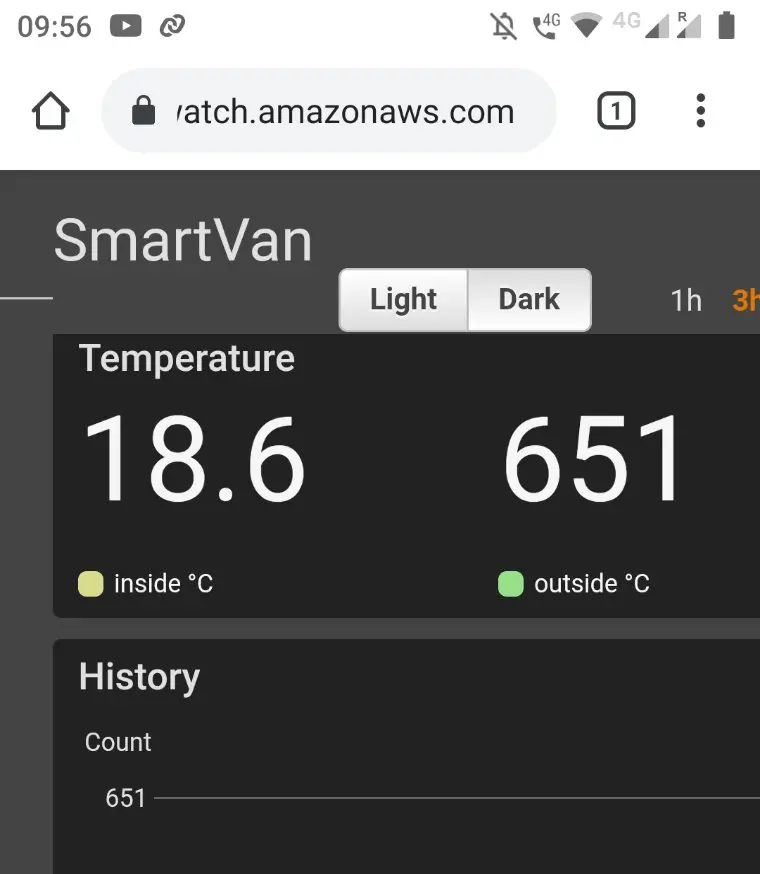 09:56
4G
4G
R
vatch.amazonaws.com
1
SmartVan
Light
Dark
1h
3h
Temperature
18.6
651
inside °C
outside °C
History
Count
651